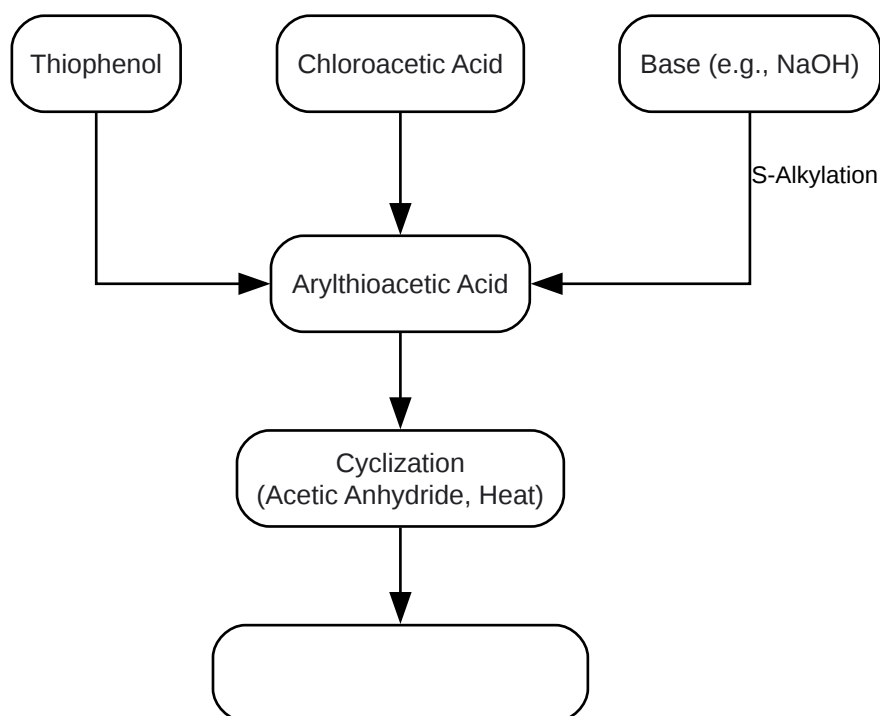 Thiophenol
Chloroacetic Acid
Base (e.g., NaOH)
S-Alkylation
Arylthioacetic Acid
Cyclization
(Acetic Anhydride, Heat)